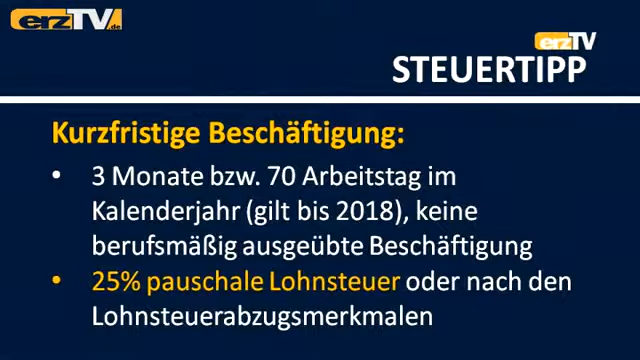 erzTV.de
erzTV
STEUERTIPP
Kurzfristige Beschäftigung:
• 3 Monate bzw. 70 Arbeitstag im
Kalenderjahr (gilt bis 2018), keine
berufsmäßig ausgeübte Beschäftigung
• 25% pauschale Lohnsteuer oder nach den
Lohnsteuerabzugsmerkmalen